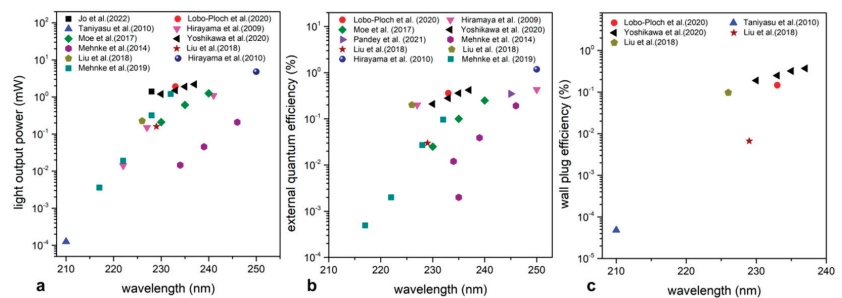 Jo et al.(2022)
Lobo-Ploch et al.(2020)
Taniyasu et al.(2010)
Hirayama et al.(2009)
Moe et al.(2017)
Yoshikawa et al.(2020)
Mehnke et al.(2014)
Liu et al.(2018)
Liu et al.(2018)
Hirayama et al.(2010)
Mehnke et al.(2019)
10¹
10⁰
10⁻¹
10⁻²
10⁻³
10⁻⁴
light output power (mW)
210 220 230 240 250
wavelength (nm)
a
Lobo-Ploch et al. (2020)
Hiramaya et al. (2009)
Moe et al. (2017)
Yoshikawa et al. (2020)
Pandey et al. (2021)
Mehnke et al. (2014)
Liu et al.(2018)
Liu et al. (2018)
Hirayama et al. (2010)
Mehnke et al. (2019)
10¹
10⁰
10⁻¹
10⁻²
10⁻³
10⁻⁴
external quantum efficiency (%)
210 220 230 240 250
wavelength (nm)
b
Lobo-Ploch et al.(2020)
Taniyasu et al.(2010)
Yoshikawa et al.(2020)
Liu et al.(2018)
Liu et al.(2018)
10¹
10⁰
10⁻¹
10⁻²
10⁻³
10⁻⁴
10⁻⁵
wall plug efficiency (%)
210 220 230 240
wavelength (nm)
c